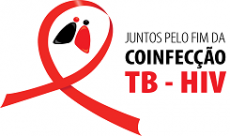 JUNTOS PELO FIM DA
COINFECÇÃO
TB - HIV